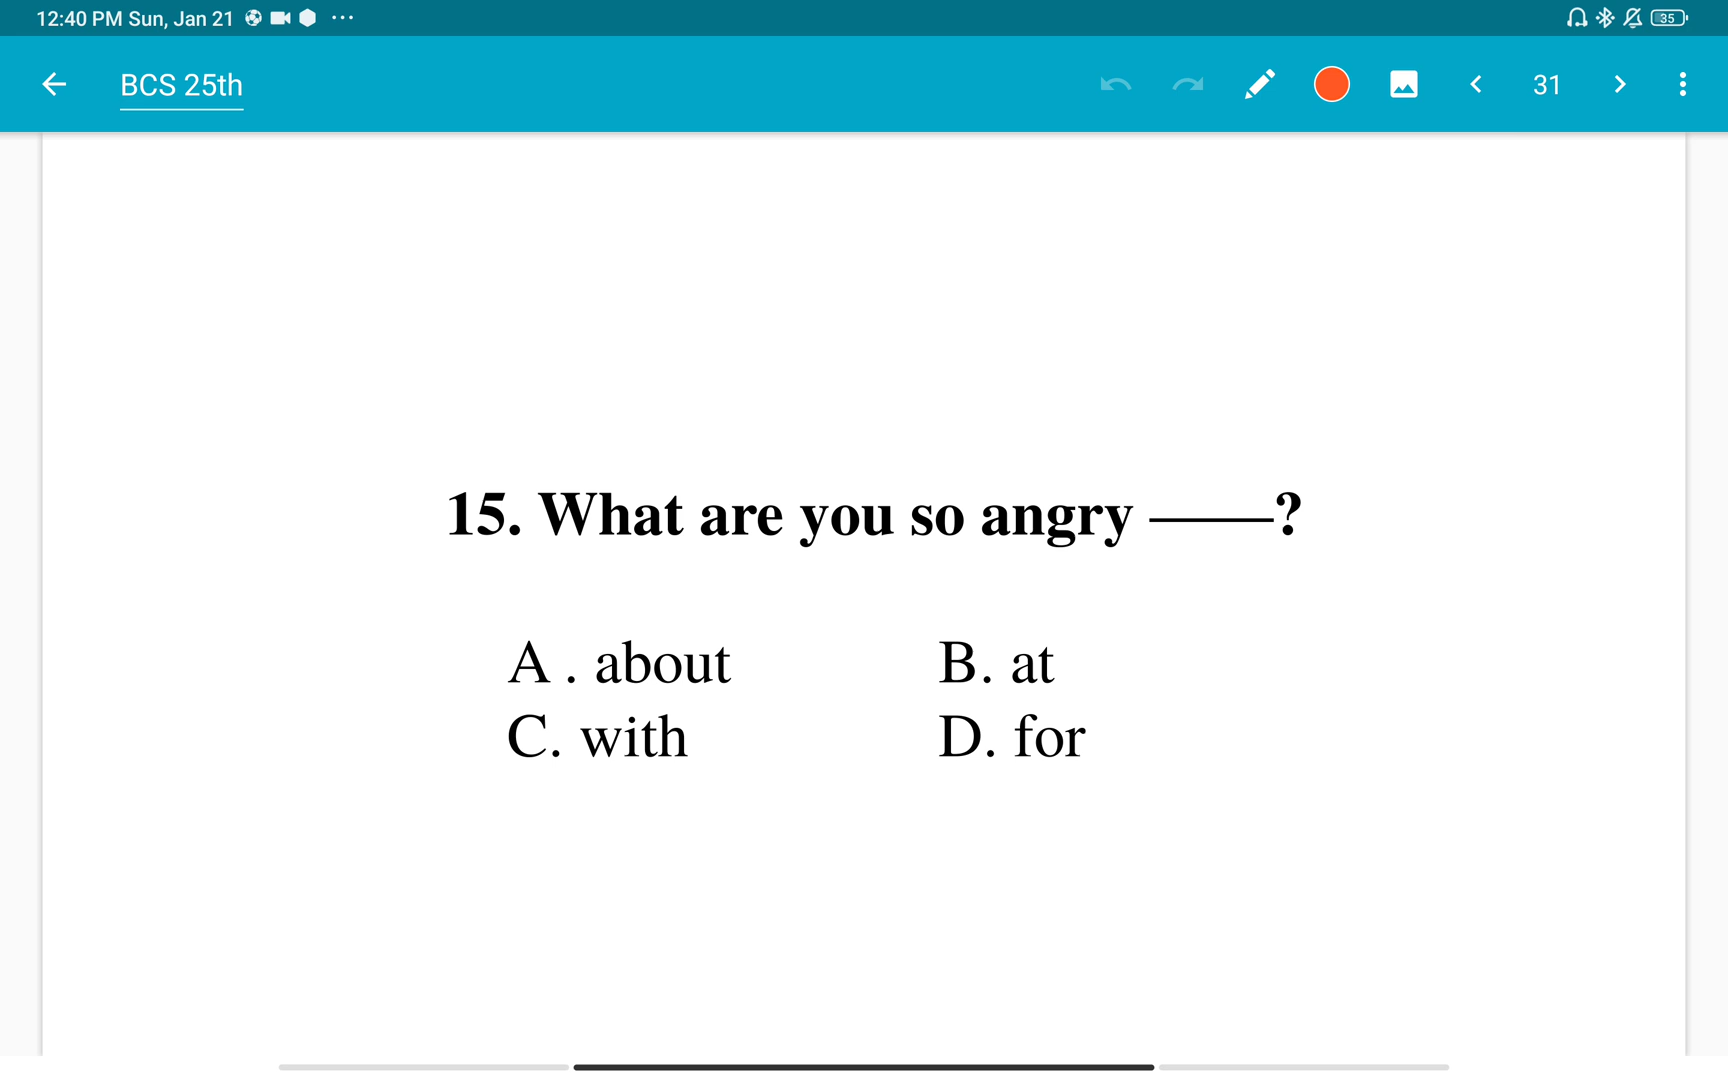 12:40 PM Sun, Jan 21
35
BCS 25th
31
15. What are you so angry ——?
A . about B. at
C. with D. for